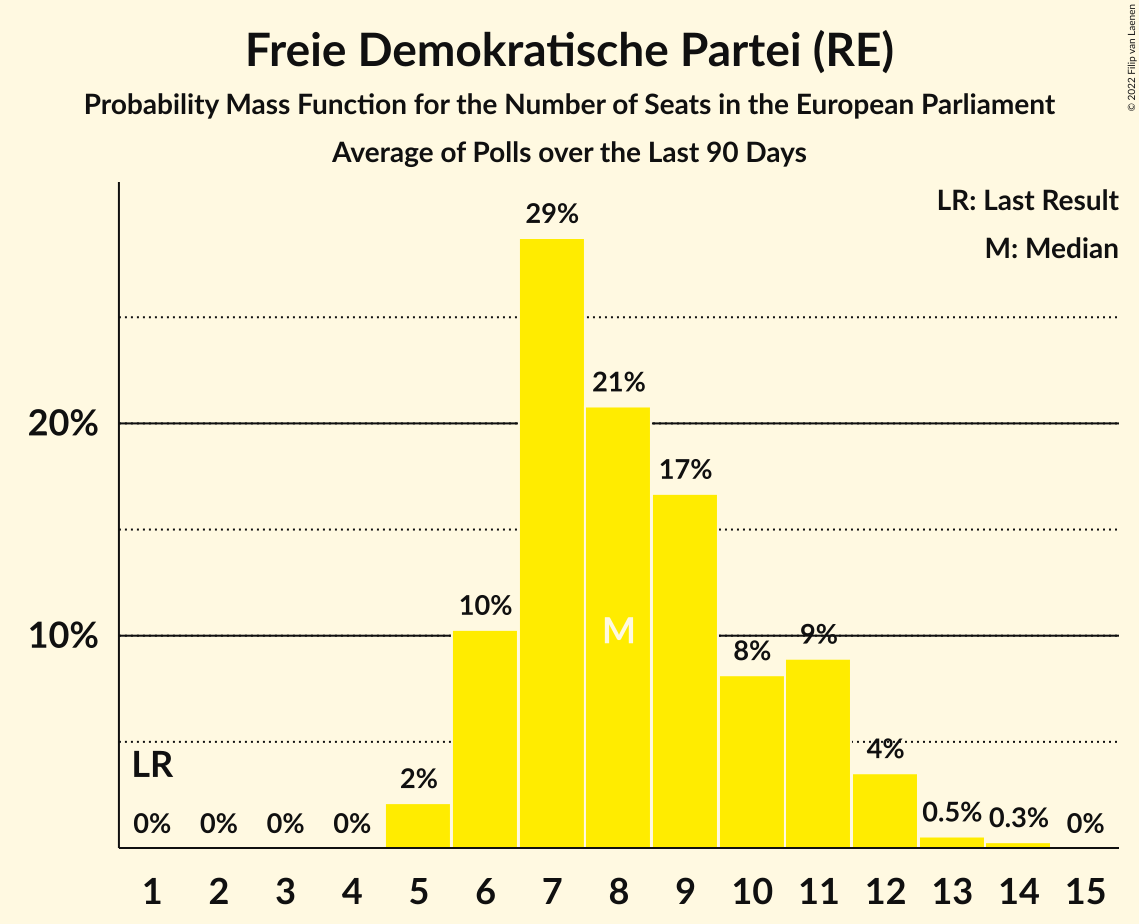 Freie Demokratische Partei (RE)
Probability Mass Function for the Number of Seats in the European Parliament
Average of Polls over the Last 90 Days
© 2022 Filip van Laenen
LR: Last Result
M: Median
29%
21%
20%
17%
10%
M
10%
9%
8%
LR
4%
2%
0%
0%
0%
0%
0.5%
0.3%
0%
1 2 3 4 5 6 7 8 9 10 11 12 13 14 15